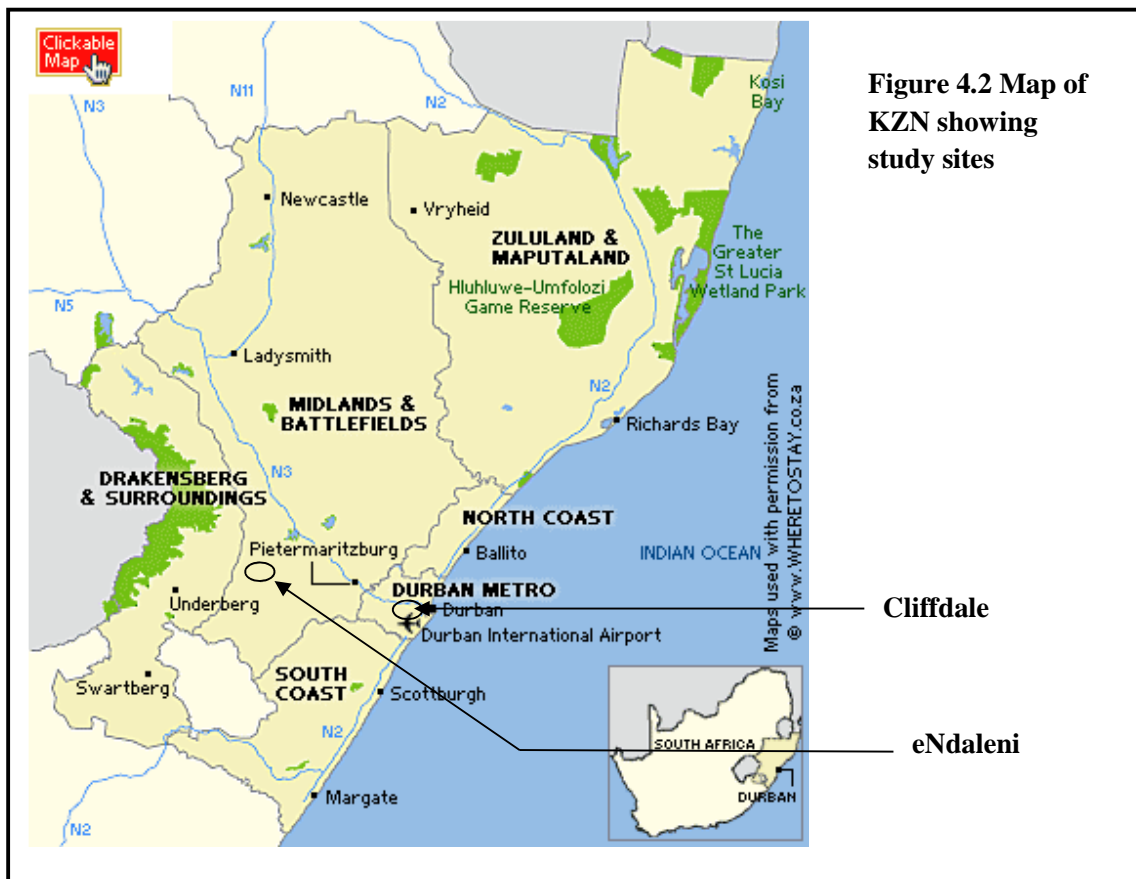 Clickable
Map
Figure 4.2 Map of
KZN showing
study sites
N3
N11
N2
Kosi
Bay
Newcastle
Vryheid
ZULULAND &
MAPUTALAND
The
Greater
St Lucia
Wetland Park
Hluhluwe-Umfolozi
Game Reserve
N5
Ladysmith
N2
MIDLANDS &
BATTLEFIELDS
Richards Bay
DRAKENSBERG
& SURROUNDINGS
N3
NORTH COAST
Pietermaritzburg
Ballito
INDIAN OCEAN
Maps used with permission from
© www.WHERETOSTAY.co.za
DURBAN METRO
Underberg
Durban
Cliffdale
Durban International Airport
SOUTH
COAST
Swartberg
Scottburgh
N2
eNdaleni
SOUTH AFRICA
DURBAN
Margate
N2